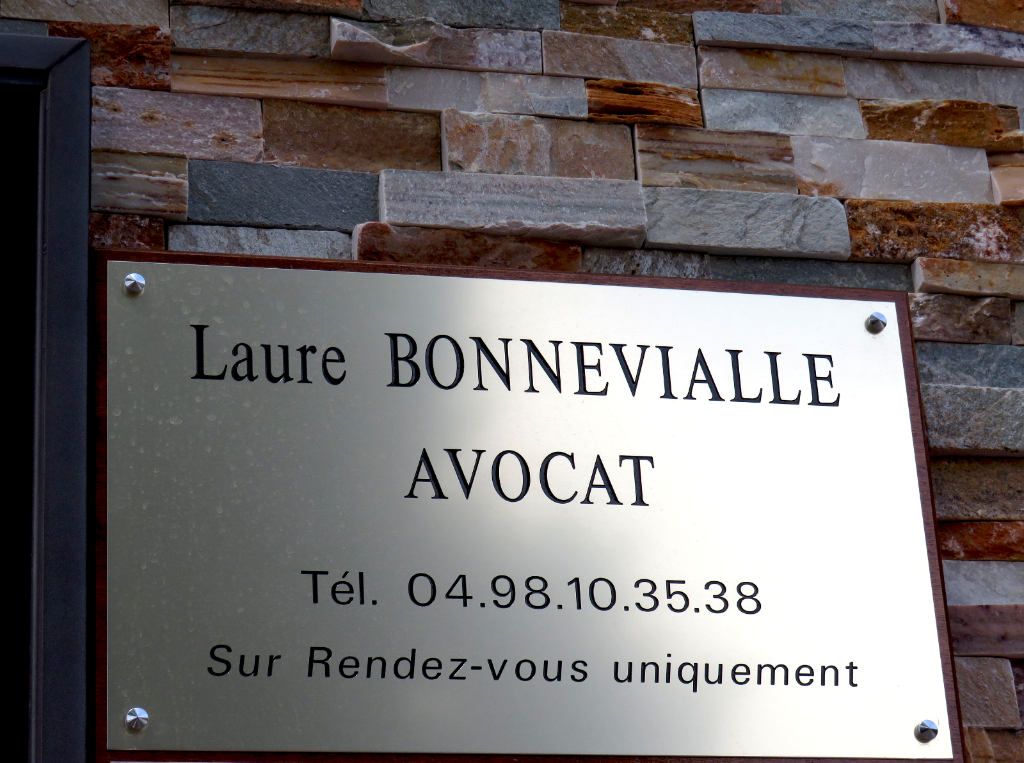 Laure BONNEVIALLE
AVOCAT
Tél. 04.98.10.35.38
Sur Rendez-vous uniquement